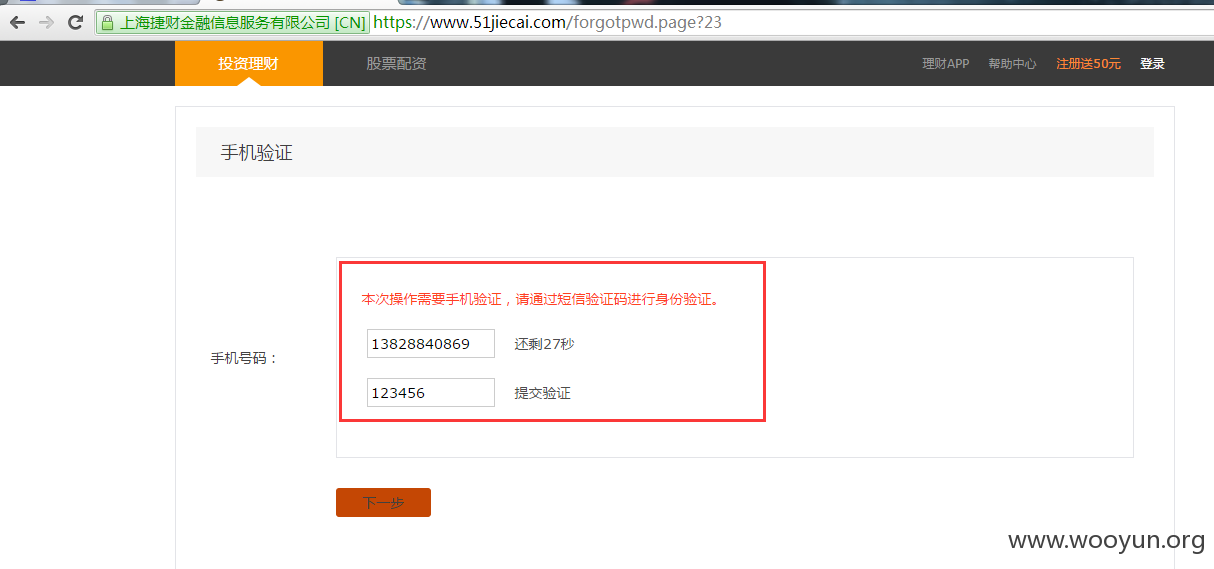 上海捷财金融信息服务有限公司 [CN] https://www.51jiecai.com/forgotpwd.page?23
投资理财 股票配资 理财APP 帮助中心 注册送50元 登录
手机验证
本次操作需要手机验证，请通过短信验证码进行身份验证。
13828840869 还剩27秒
手机号码：
123456 提交验证
下一步
www.wooyun.org